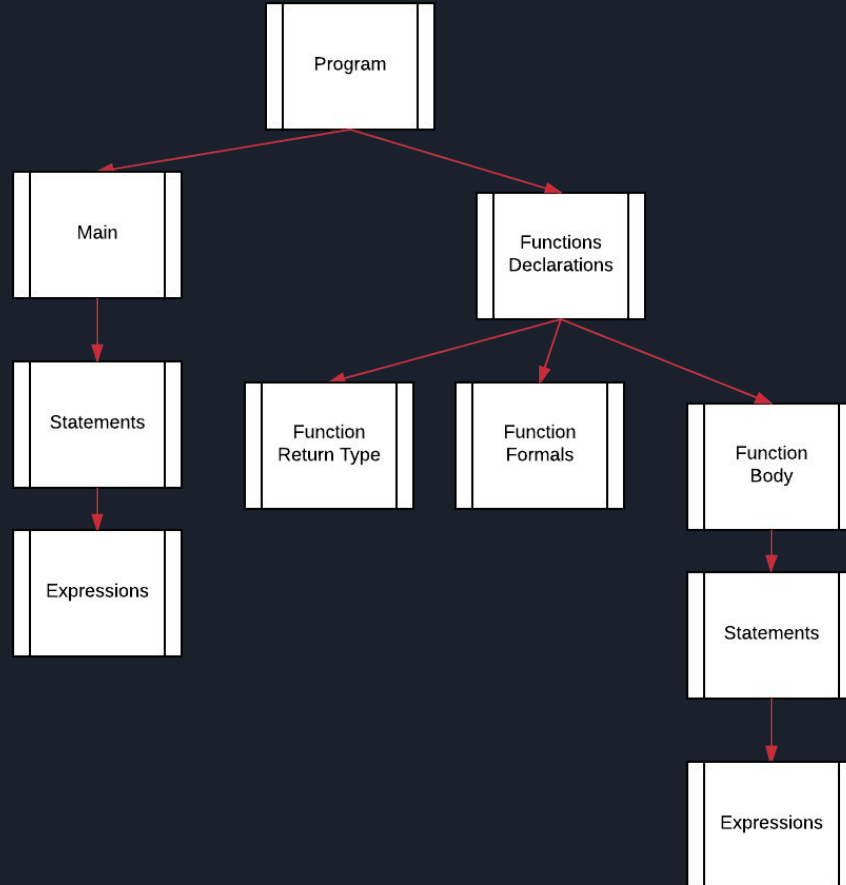 Program
Main
Functions
Declarations
Statements
Function
Return Type
Function
Formals
Function
Body
Expressions
Statements
Expressions